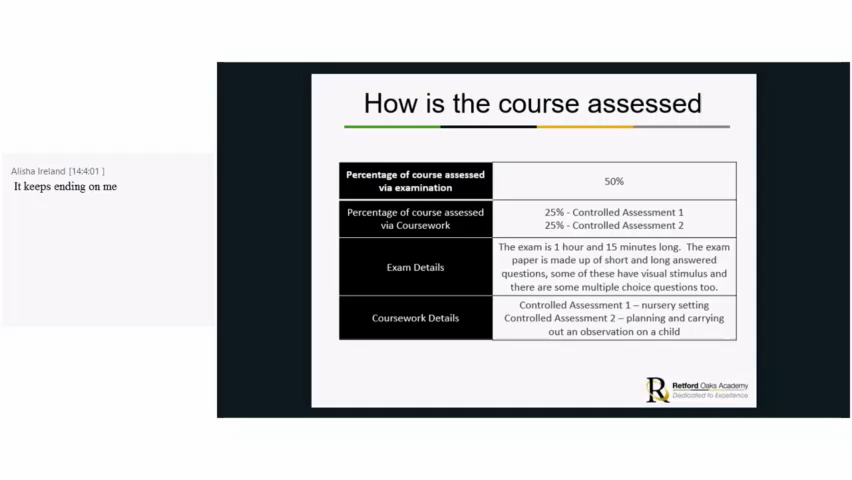 Alisha Ireland [14:4:01 ]
It keeps ending on me
How is the course assessed
Percentage of course assessed
via examination
50%
Percentage of course assessed
via Coursework
25% - Controlled Assessment 1
25% - Controlled Assessment 2
Exam Details
The exam is 1 hour and 15 minutes long. The exam
paper is made up of short and long answered
questions, some of these have visual stimulus and
there are some multiple choice questions too.
Coursework Details
Controlled Assessment 1 – nursery setting
Controlled Assessment 2 – planning and carrying
out an observation on a child
R
Retford Oaks Academy
Dedicated to Excellence